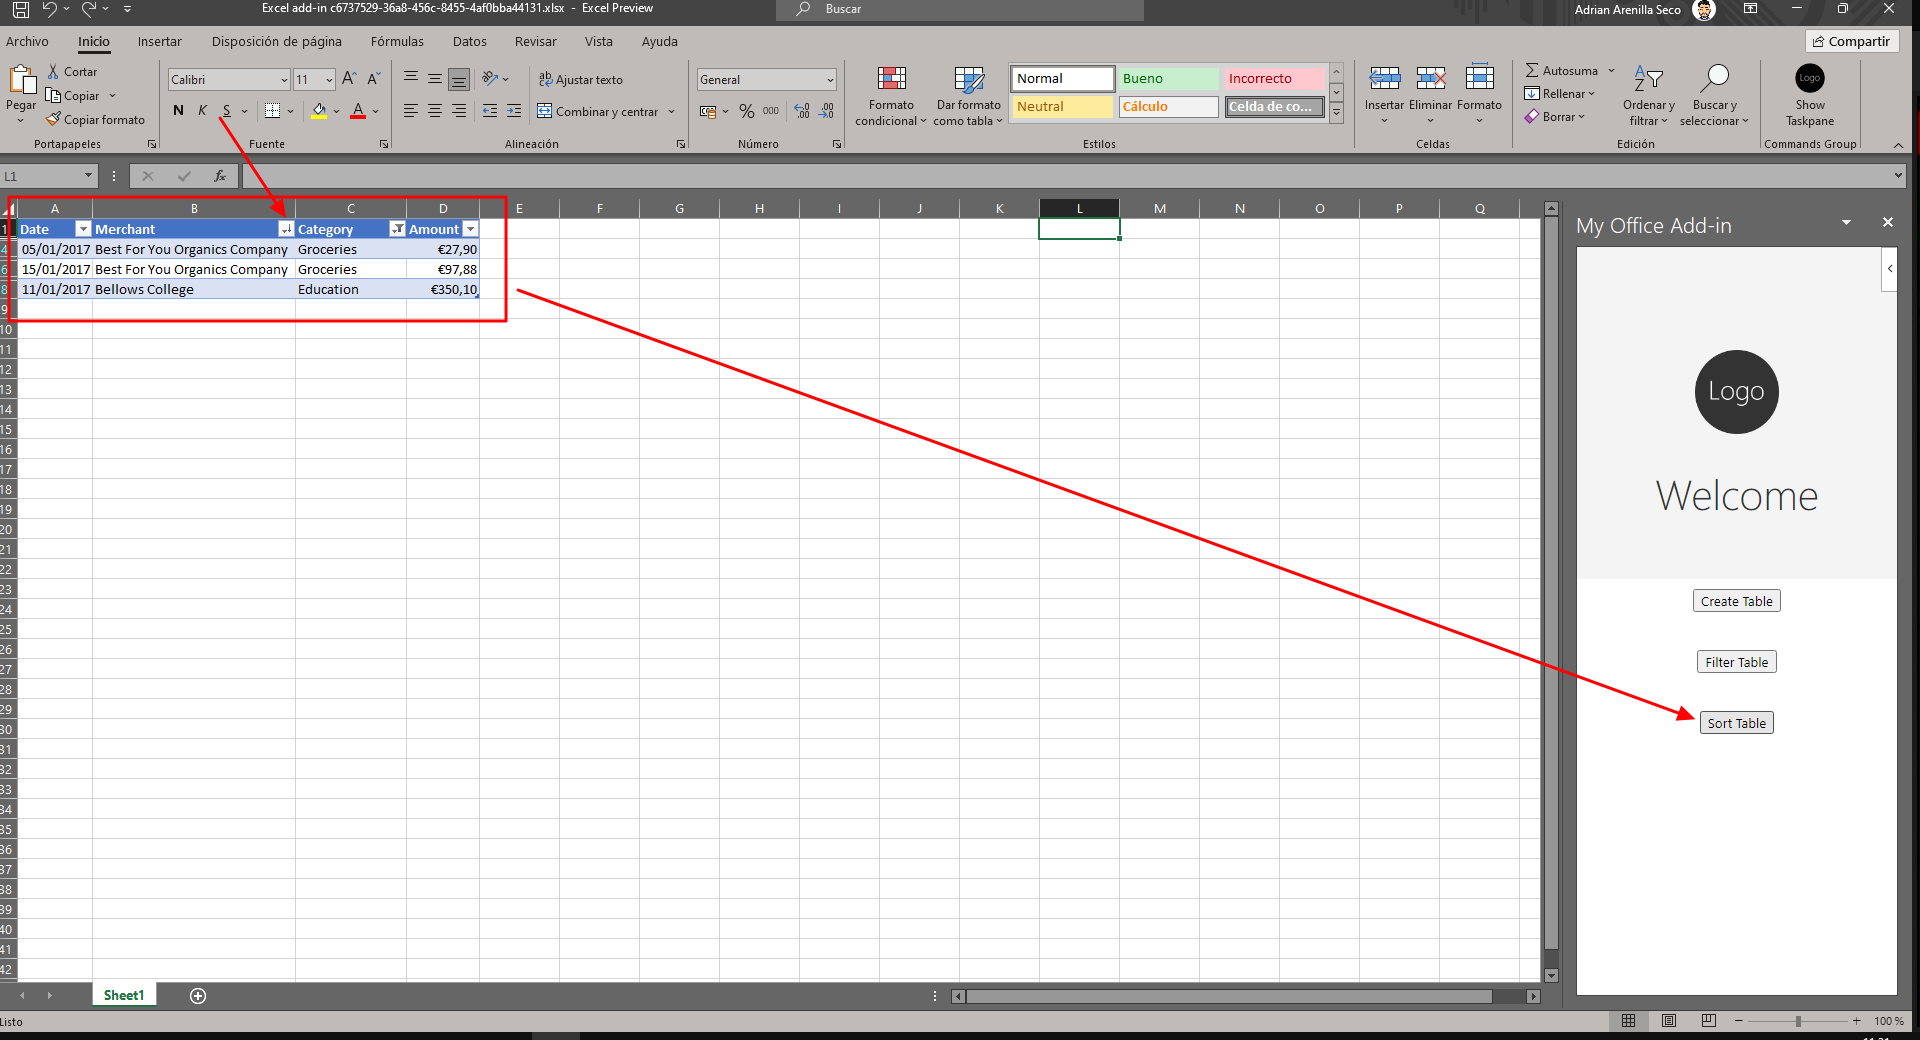 Excel add-in c6737529-36a8-456c-8455-4af0bba44131.xlsx - Excel Preview
Buscar
Adrian Arenilla Seco
Archivo Inicio Insertar Disposición de página Fórmulas Datos Revisar Vista Ayuda
Compartir
Pegar
Cortar
Copiar
Copiar formato
Portapapeles
Calibri 11
N K S
Fuente
Ajustar texto
Combinar y centrar
Alineación
General
% 000
Número
Formato condicional
Dar formato como tabla
Normal Bueno Incorrecto
Neutral Cálculo Celda de co...
Estilos
Insertar Eliminar Formato
Celdas
Autosuma
Rellenar
Borrar
Ordenar y filtrar
Buscar y seleccionar
Edición
Logo
Show Taskpane
Commands Group
L1
fx
A B C D E F G H I J K L M N O P Q
1 Date Merchant Category Amount
4 05/01/2017 Best For You Organics Company Groceries €27,90
6 15/01/2017 Best For You Organics Company Groceries €97,88
8 11/01/2017 Bellows College Education €350,10
9
10
11
12
13
14
15
16
17
18
19
20
21
22
23
24
25
26
27
28
29
30
31
32
33
34
35
36
37
38
39
40
41
42
My Office Add-in
Logo
Welcome
Create Table
Filter Table
Sort Table
Sheet1
Listo
100 %